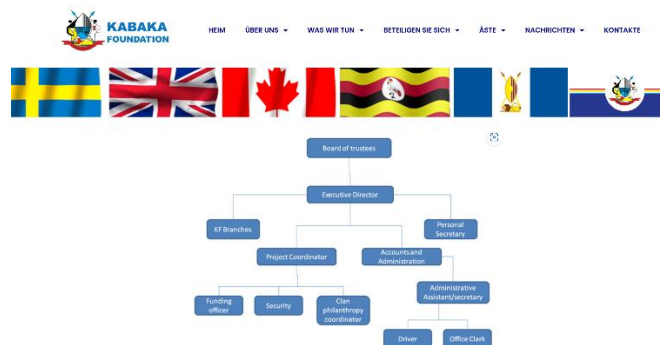 KABAKA
FOUNDATION
HEIM
ÜBER UNS
WAS WIR TUN
BETEILIGEN SIE SICH
ÄSTE
NACHRICHTEN
KONTAKTE
Board of trustees
Executive Director
KF Branches
Personal
Secretary
Project Coordinator
Accounts and
Administration
Funding
officer
Security
Clan
philanthropy
coordinator
Administrative
Assistant/secretary
Driver
Office Clark